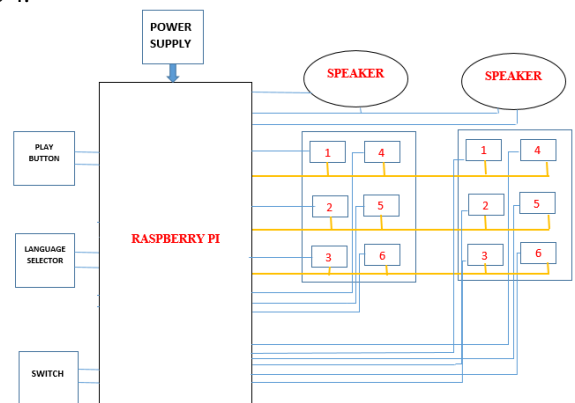 POWER
SUPPLY
SPEAKER
SPEAKER
PLAY
BUTTON
LANGUAGE
SELECTOR
SWITCH
RASPBERRY PI
1 4
2 5
3 6
1 4
2 5
3 6